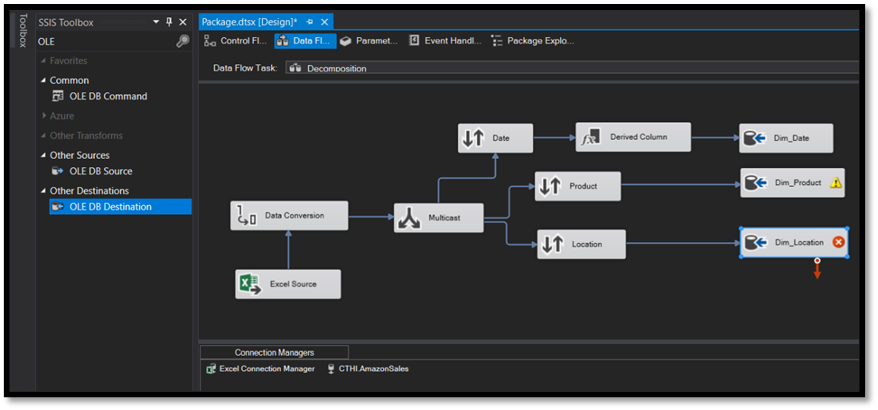 Toolbox
SSIS Toolbox
OLE
Favorites
Common
OLE DB Command
Azure
Other Transforms
Other Sources
OLE DB Source
Other Destinations
OLE DB Destination
Package.dtsx [Design]*
Control Fl... Data Fl... Paramet... Event Handl... Package Explo...
Data Flow Task: Decomposition
Date Derived Column Dim_Date
Product Dim_Product
Data Conversion Multicast
Location Dim_Location
Excel Source
Connection Managers
Excel Connection Manager CTHI.AmazonSales